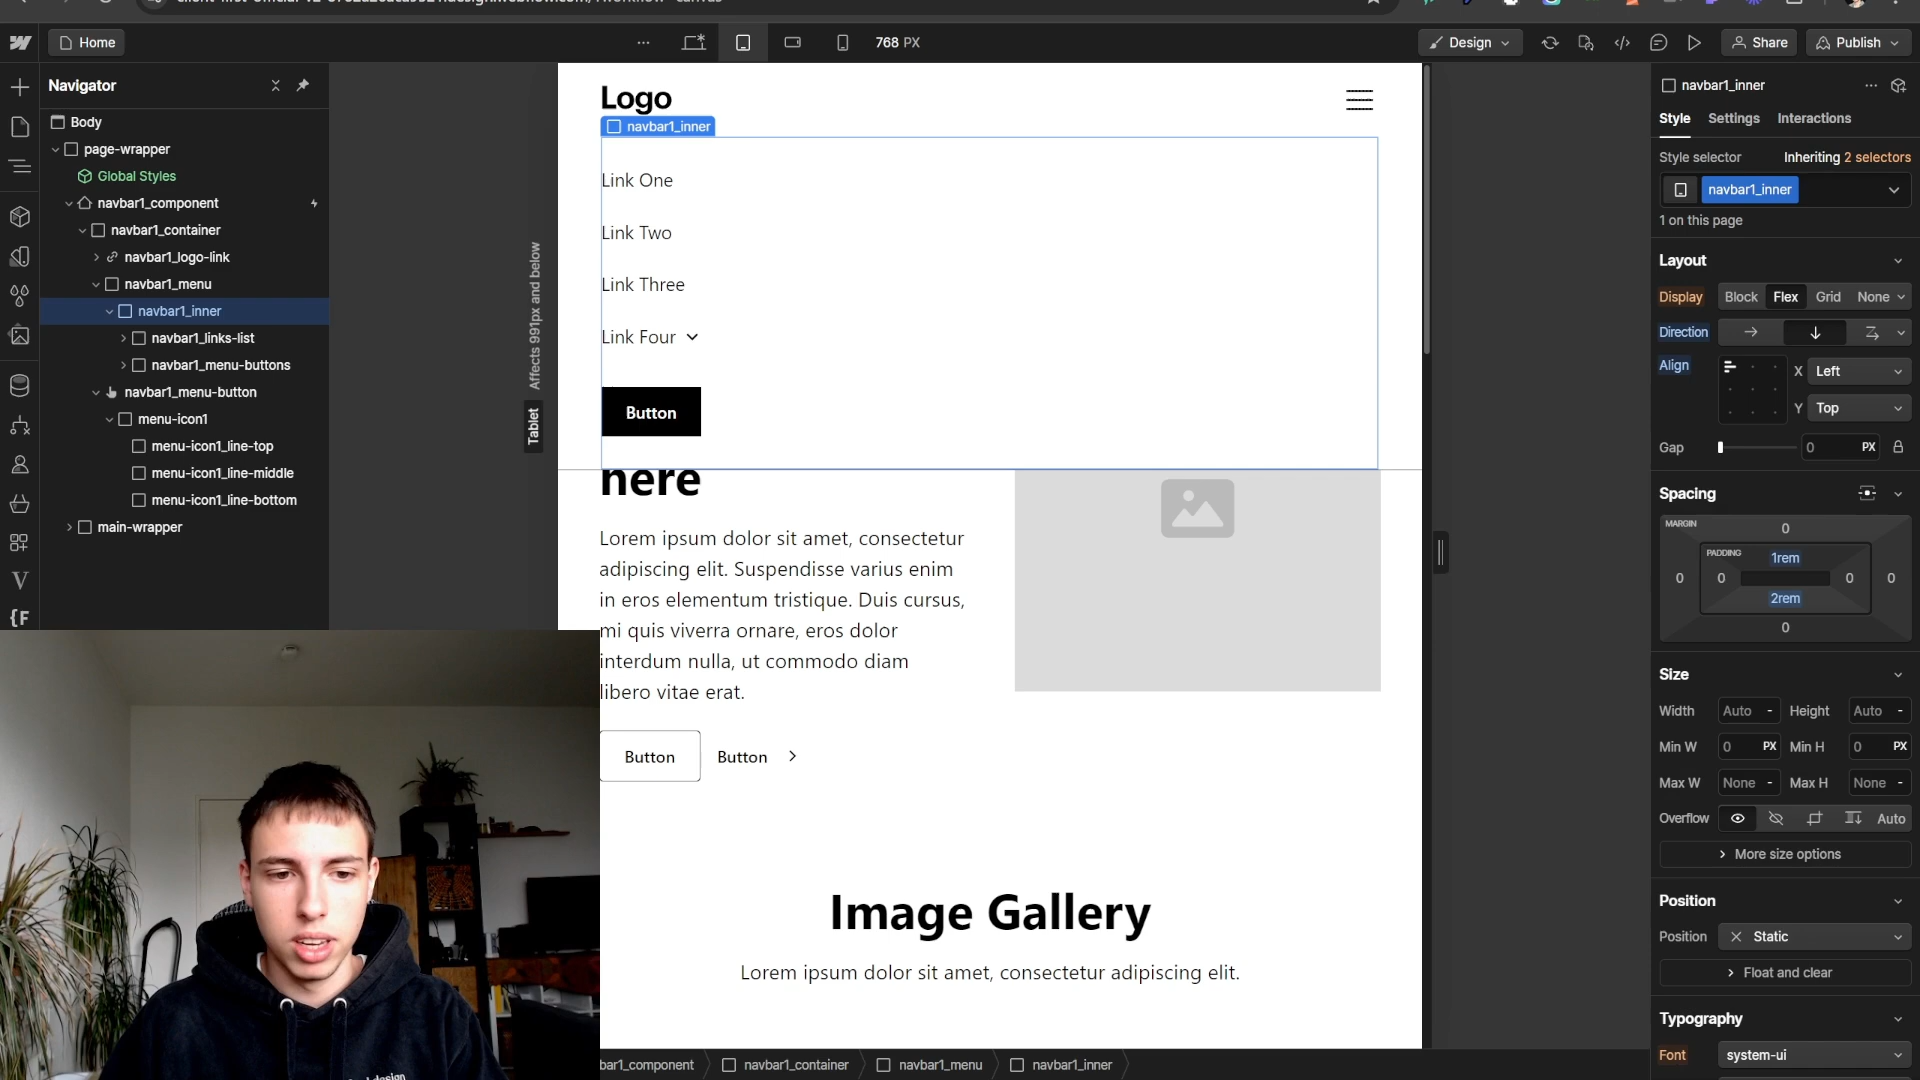 Home
768 PX
Design
Share
Publish
Navigator
Body
page-wrapper
Global Styles
navbar1_component
navbar1_container
navbar1_logo-link
navbar1_menu
navbar1_inner
navbar1_links-list
navbar1_menu-buttons
navbar1_menu-button
menu-icon1
menu-icon1_line-top
menu-icon1_line-middle
menu-icon1_line-bottom
main-wrapper
Affects 991px and below
Tablet
Logo
navbar1_inner
Link One
Link Two
Link Three
Link Four
Button
here
Lorem ipsum dolor sit amet, consectetur
adipiscing elit. Suspendisse varius enim
in eros elementum tristique. Duis cursus,
mi quis viverra ornare, eros dolor
interdum nulla, ut commodo diam
libero vitae erat.
Button
Button
Image Gallery
Lorem ipsum dolor sit amet, consectetur adipiscing elit.
bar1_component
navbar1_container
navbar1_menu
navbar1_inner
navbar1_inner
Style Settings Interactions
Style selector Inheriting 2 selectors
navbar1_inner
1 on this page
Layout
Display Block Flex Grid None
Direction
Align X Left
Y Top
Gap 0 PX
Spacing
MARGIN 0
PADDING 1rem
0 0 0 0
2rem
0
Size
Width Auto - Height Auto -
Min W 0 PX Min H 0 PX
Max W None - Max H None -
Overflow Auto
More size options
Position
Position Static
Float and clear
Typography
Font system-ui